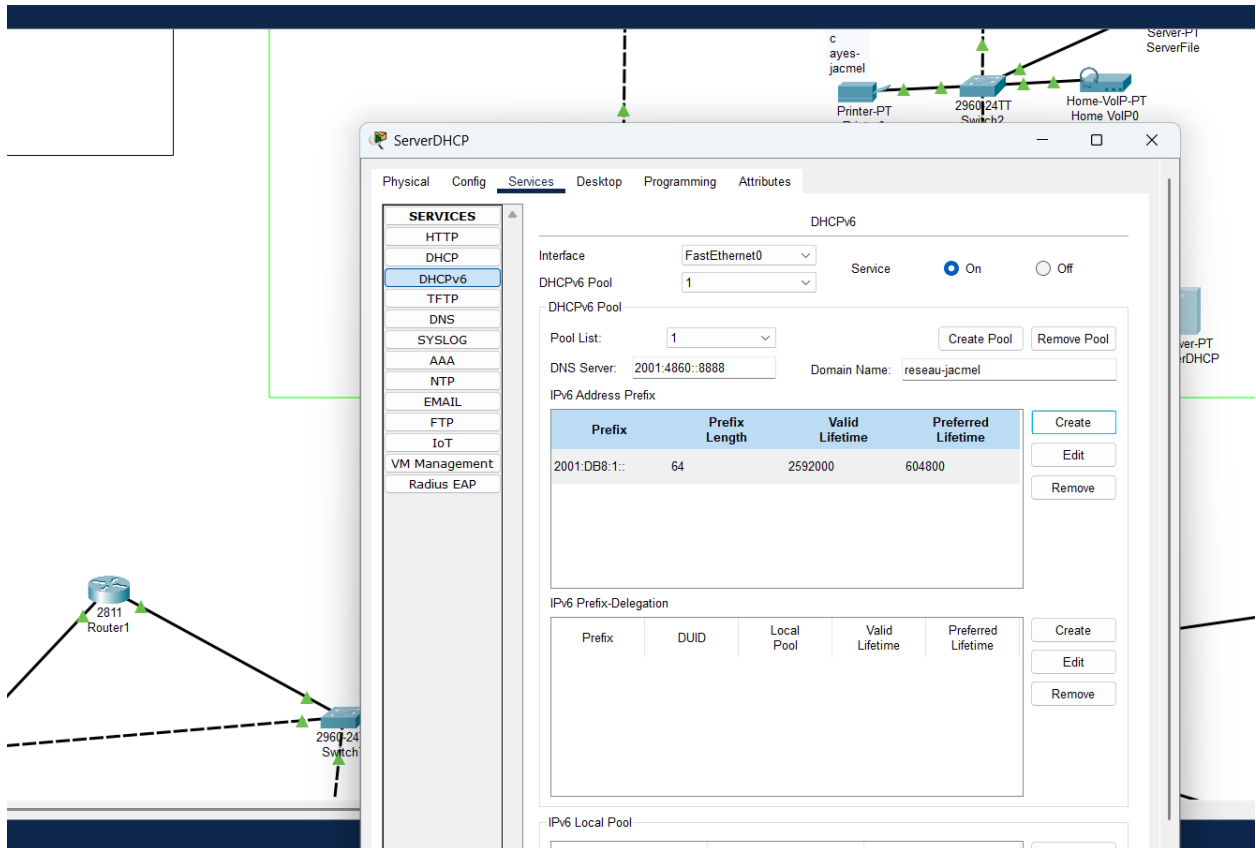 Server-PT
ServerFile
c
ayes-
jacmel
Printer-PT
2960-24TT
Switch2
Home-VoIP-PT
Home VoIP0
ServerDHCP
Physical Config Services Desktop Programming Attributes
SERVICES
HTTP
DHCP
DHCPv6
TFTP
DNS
SYSLOG
AAA
NTP
EMAIL
FTP
IoT
VM Management
Radius EAP
DHCPv6
Interface FastEthernet0 Service On Off
DHCPv6 Pool 1
DHCPv6 Pool
Pool List: 1 Create Pool Remove Pool
DNS Server: 2001:4860::8888 Domain Name: reseau-jacmel
IPv6 Address Prefix
Prefix Prefix Length Valid Lifetime Preferred Lifetime
2001:DB8:1:: 64 2592000 604800
Create
Edit
Remove
IPv6 Prefix-Delegation
Prefix DUID Local Pool Valid Lifetime Preferred Lifetime
Create
Edit
Remove
IPv6 Local Pool
ver-PT
erDHCP
2811
Router1
2960-24
Switch